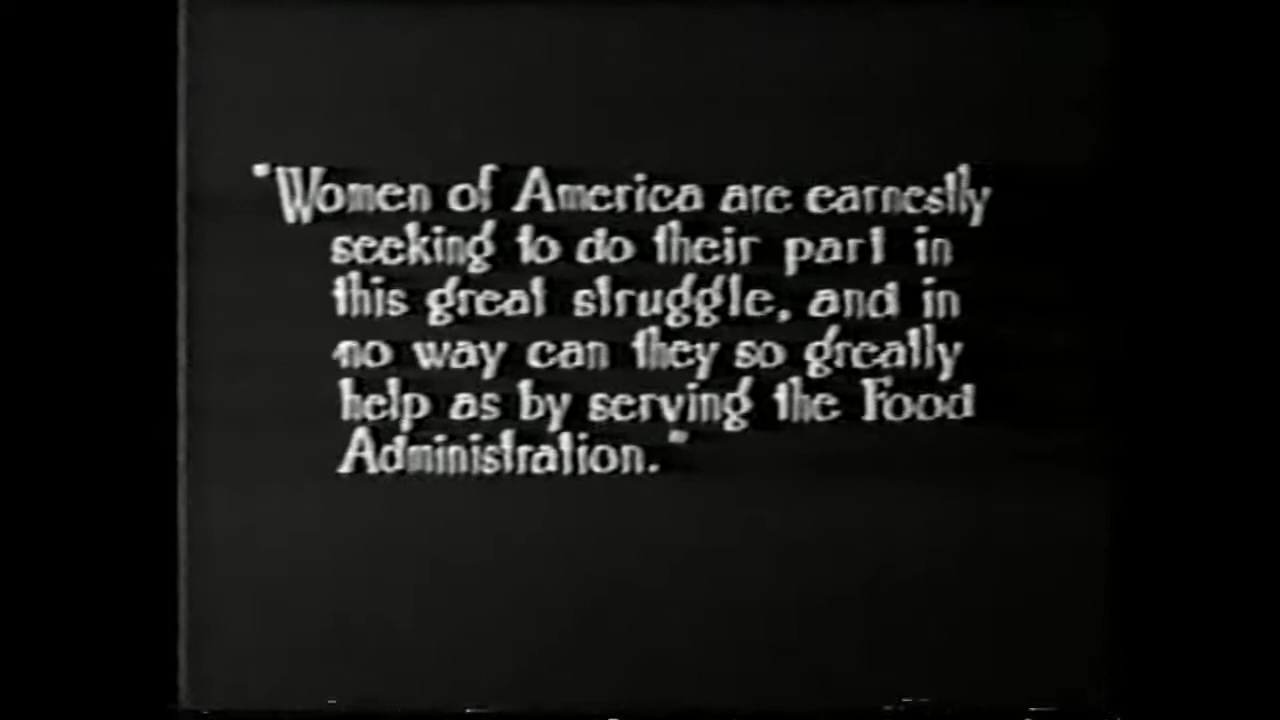 "Women of America are earnestly
seeking to do their part in
this great struggle, and in
no way can they so greatly
help as by serving the Food
Administration."